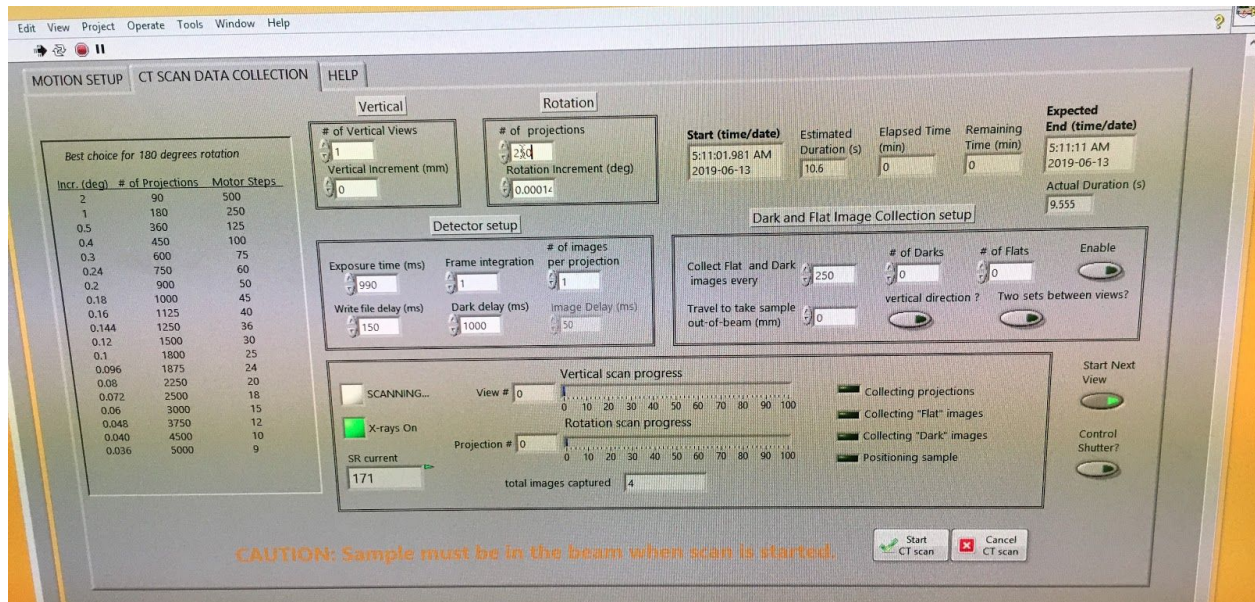 Edit View Project Operate Tools Window Help
MOTION SETUP CT SCAN DATA COLLECTION HELP
Best choice for 180 degrees rotation
Incr. (deg) # of Projections Motor Steps
2 90 500
1 180 250
0.5 360 125
0.4 450 100
0.3 600 75
0.24 750 60
0.2 900 50
0.18 1000 45
0.16 1125 40
0.144 1250 36
0.12 1500 30
0.1 1800 25
0.096 1875 24
0.08 2250 20
0.072 2500 18
0.06 3000 15
0.048 3750 12
0.040 4500 10
0.036 5000 9
Vertical
# of Vertical Views
1
Vertical Increment (mm)
0
Rotation
# of projections
Rotation Increment (deg)
0.00014
Start (time/date)
5:11:01.981 AM
2019-06-13
Estimated
Duration (s)
10.6
Elapsed Time
(min)
0
Remaining
Time (min)
0
Expected
End (time/date)
5:11:11 AM
2019-06-13
Actual Duration (s)
9.555
Detector setup
Exposure time (ms)
990
Frame integration
1
# of images
per projection
1
Write file delay (ms)
150
Dark delay (ms)
1000
Image Delay (ms)
50
Dark and Flat Image Collection setup
Collect Flat and Dark
images every
250
# of Darks
0
# of Flats
0
Enable
Travel to take sample
out-of-beam (mm)
0
vertical direction ?
Two sets between views?
SCANNING...
X-rays On
SR current
171
View # 0
Vertical scan progress
0 10 20 30 40 50 60 70 80 90 100
Rotation scan progress
Projection # 0
0 10 20 30 40 50 60 70 80 90 100
total images captured 4
Collecting projections
Collecting "Flat" images
Collecting "Dark" images
Positioning sample
Start Next
View
Control
Shutter?
CAUTION: Sample must be in the beam when scan is started.
Start
CT scan
Cancel
CT scan